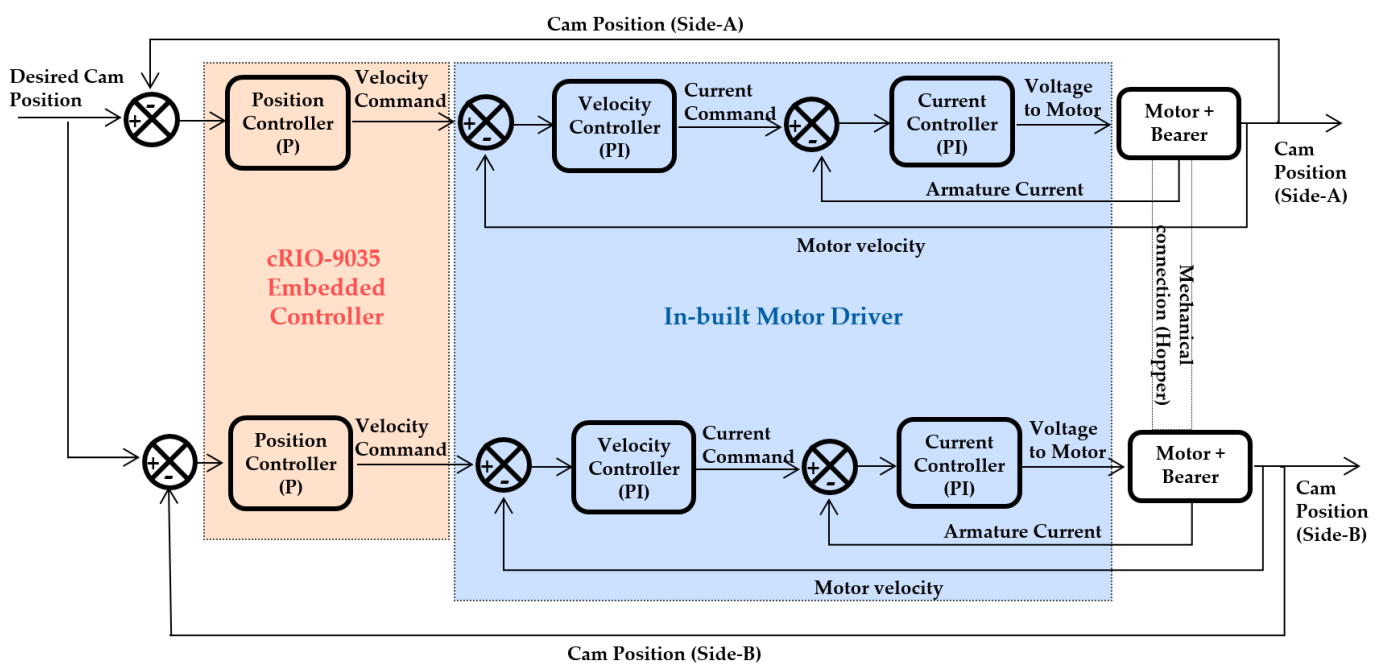 Cam Position (Side-A)
Desired Cam
Position
-
+
Position
Controller
(P)
Velocity
Command
+
-
Velocity
Controller
(PI)
Current
Command
+
-
Current
Controller
(PI)
Voltage
to Motor
Motor +
Bearer
Cam
Position
(Side-A)
Armature Current
Motor velocity
cRIO-9035
Embedded
Controller
In-built Motor Driver
Mechanical
connection (Hopper)
+
-
Position
Controller
(P)
Velocity
Command
+
-
Velocity
Controller
(PI)
Current
Command
+
-
Current
Controller
(PI)
Voltage
to Motor
Motor +
Bearer
Cam
Position
(Side-B)
Armature Current
Motor velocity
Cam Position (Side-B)